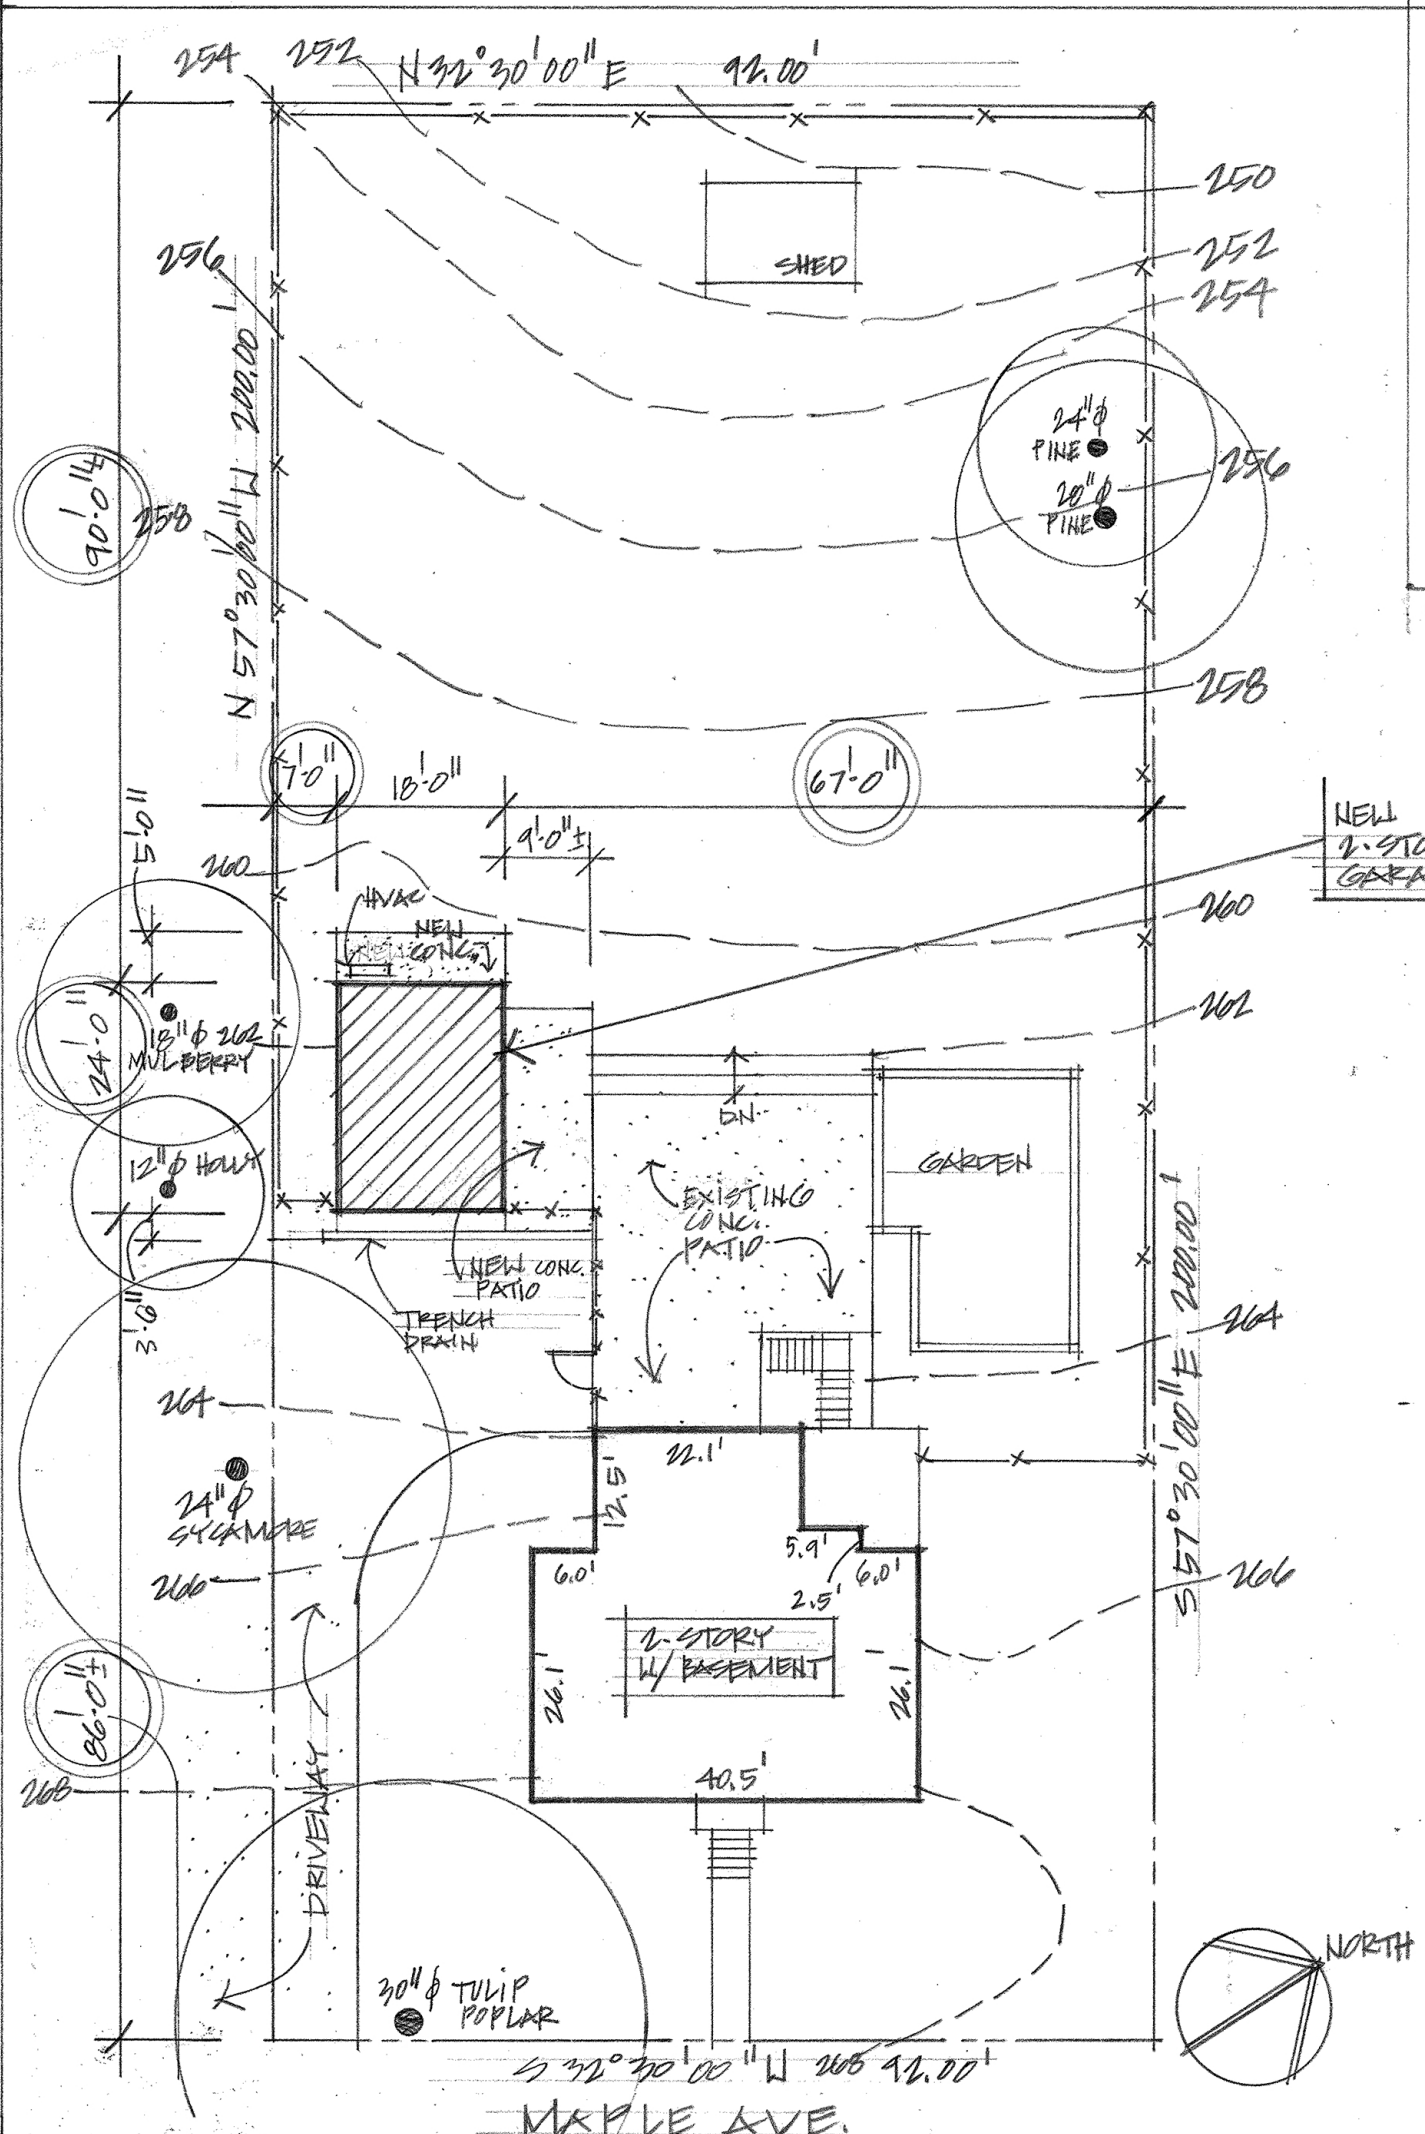 254 252 N 32°30'00" E 92.00'
250
252
254
256
SHED
N 57°30'00" W 200.00'
24"φ
PINE
256
20"φ
PINE
90'-0"±
258
258
7'-0" 18'-0" 67'-0"
5'-0"
9'-0"±
NEW
2-STO
GARA
260
HVAC
NEW
CONC.
260
262
24'-0"
18"φ 262
MULBERRY
DN.
12"φ HOLLY
GARDEN
EXISTING
CONC.
PATIO
NEW CONC.
PATIO
TRENCH
DRAIN
3'-6"
264
264
S 57°30'00" E 200.00'
22.1'
12.5'
24"φ
SYCAMORE
5.9'
6.0'
6.0'
2.5'
266
266
2-STORY
W/ BASEMENT
26.1'
26.1'
86'-0"±
268
40.5'
DRIVEWAY
30"φ TULIP
POPLAR
NORTH
S 32°30'00" W 268 92.00'
MAPLE AVE.